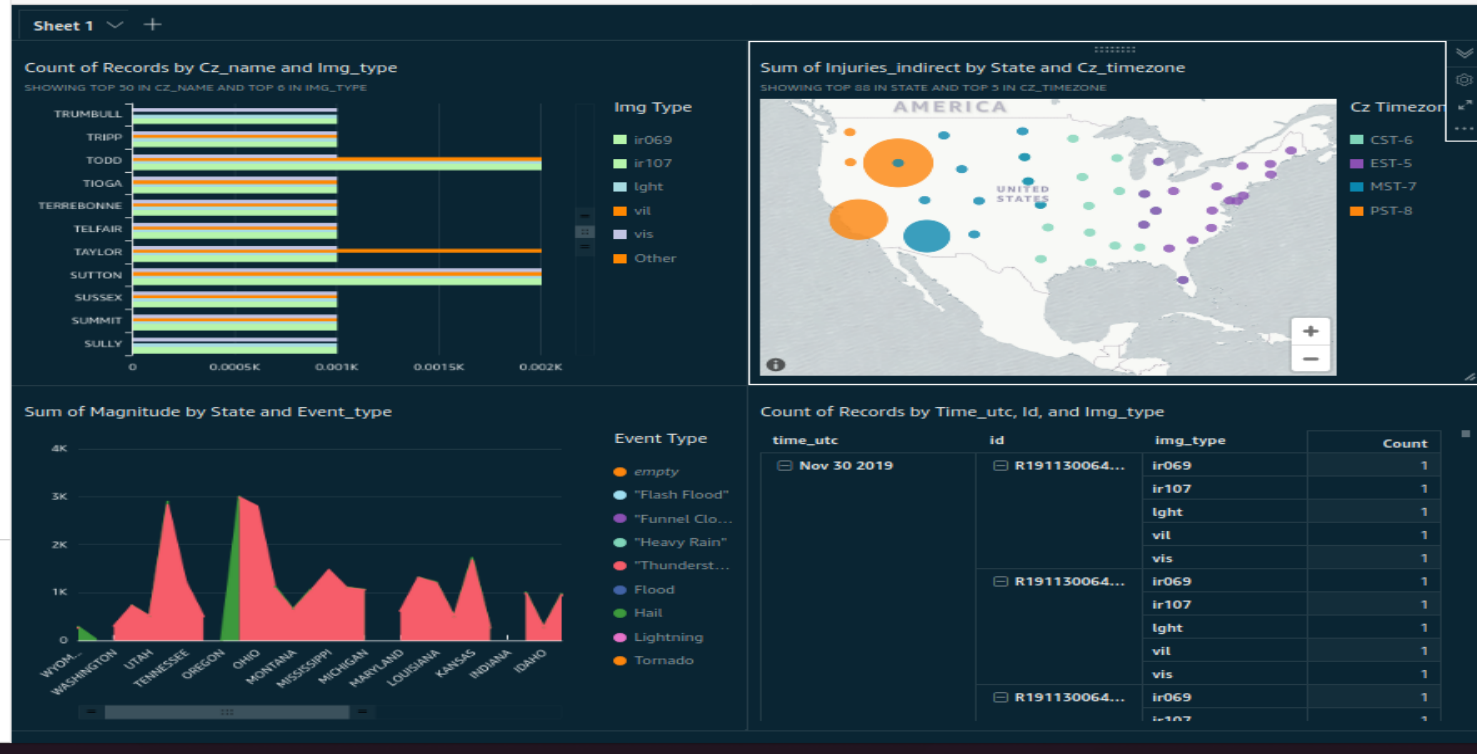 Sheet 1
Count of Records by Cz_name and Img_type
SHOWING TOP 50 IN CZ_NAME AND TOP 6 IN IMG_TYPE
TRUMBULL
TRIPP
TODD
TIOGA
TERREBONNE
TELFAIR
TAYLOR
SUTTON
SUSSEX
SUMMIT
SULLY
0 0.0005K 0.001K 0.0015K 0.002K
Img Type
ir069
ir107
lght
vil
vis
Other
Sum of Injuries_indirect by State and Cz_timezone
SHOWING TOP 88 IN STATE AND TOP 5 IN CZ_TIMEZONE
AMERICA
UNITED
STATES
Cz Timezon
CST-6
EST-5
MST-7
PST-8
Sum of Magnitude by State and Event_type
4K
3K
2K
1K
0
WYOM... WASHINGTON UTAH TENNESSEE OREGON OHIO MONTANA MISSISSIPPI MICHIGAN MARYLAND LOUISIANA KANSAS INDIANA IDAHO
Event Type
empty
"Flash Flood"
"Funnel Clo...
"Heavy Rain"
"Thunderst...
Flood
Hail
Lightning
Tornado
Count of Records by Time_utc, Id, and Img_type
time_utc id img_type Count
Nov 30 2019 R191130064... ir069 1
ir107 1
lght 1
vil 1
vis 1
R191130064... ir069 1
ir107 1
lght 1
vil 1
vis 1
R191130064... ir069 1
ir107 1